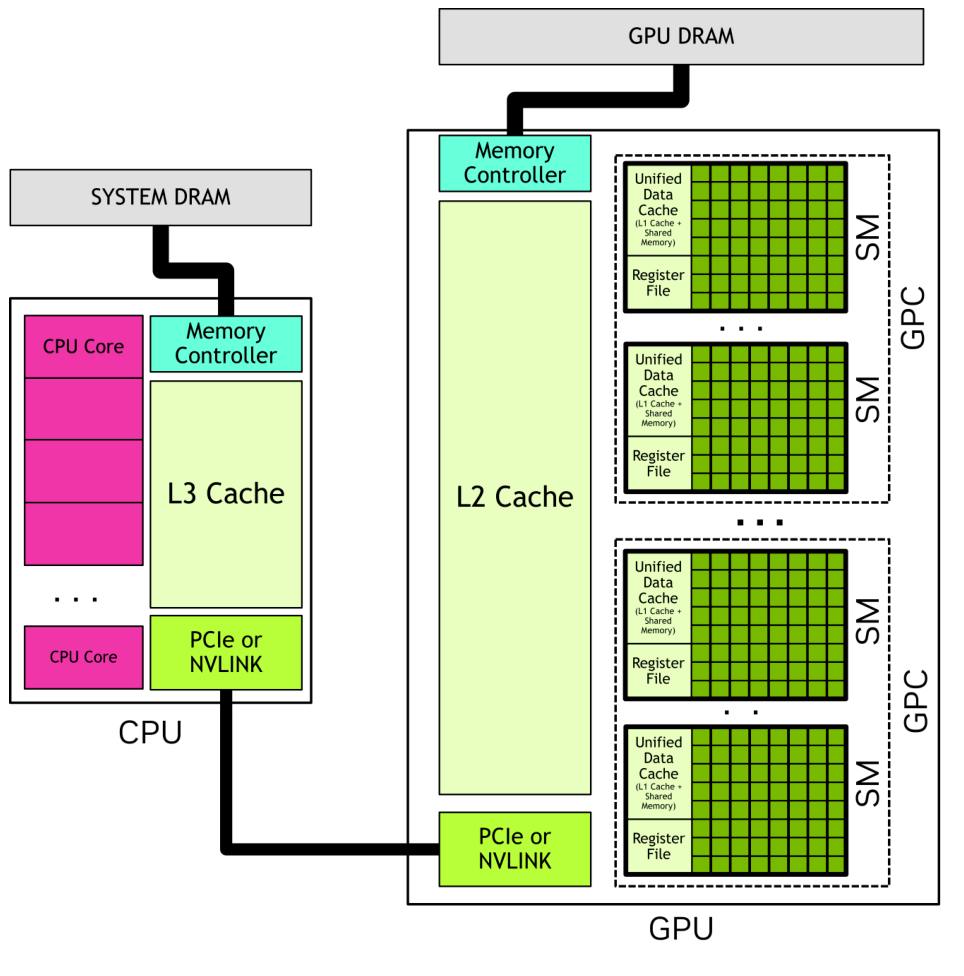 GPU DRAM
SYSTEM DRAM
CPU Core
Memory
Controller
L3 Cache
. . .
CPU Core
PCIe or
NVLINK
CPU
Memory
Controller
L2 Cache
PCIe or
NVLINK
Unified
Data
Cache
(L1 Cache +
Shared
Memory)
Register
File
SM
. . .
Unified
Data
Cache
(L1 Cache +
Shared
Memory)
Register
File
SM
GPC
...
Unified
Data
Cache
(L1 Cache +
Shared
Memory)
Register
File
SM
. .
Unified
Data
Cache
(L1 Cache +
Shared
Memory)
Register
File
SM
GPC
GPU